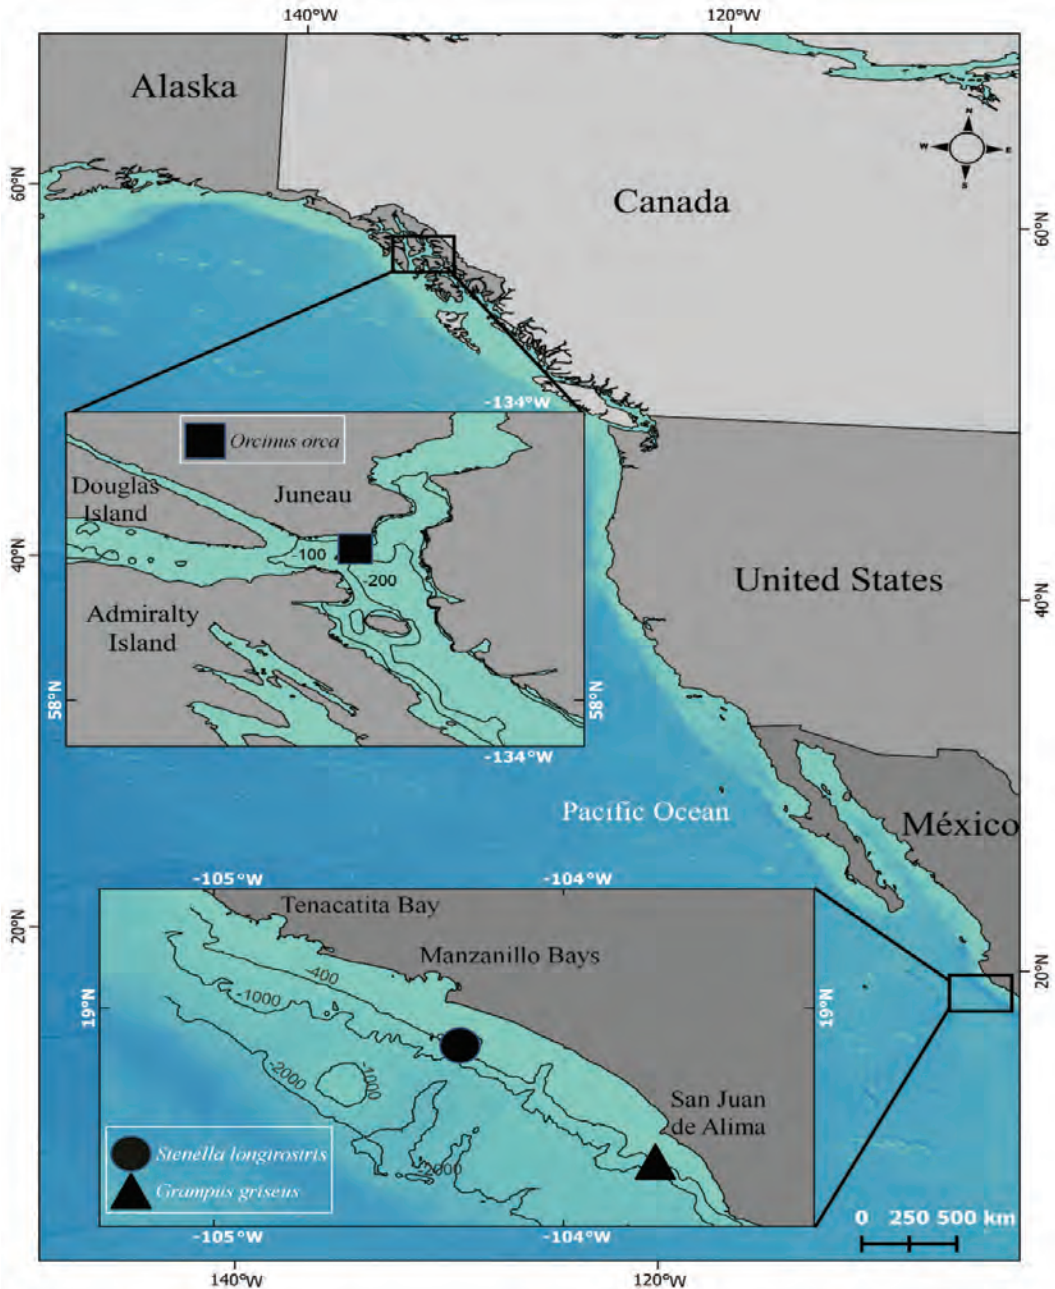 140°W
120°W
Alaska
N
W
E
S
60°N
Canada
60°N
-134°W
Orcinus orca
Douglas
Island
Juneau
40°N
-100
-200
United States
40°N
Admiralty
Island
58°N
58°N
-134°W
Pacific Ocean
México
-105°W
-104°W
Tenacatita Bay
20°N
Manzanillo Bays
20°N
-400
-1000
19°N
19°N
-2000
-1000
San Juan
de Alima
Stenella longirostris
-2000
Grampus griseus
0 250 500 km
-105°W
-104°W
140°W
120°W